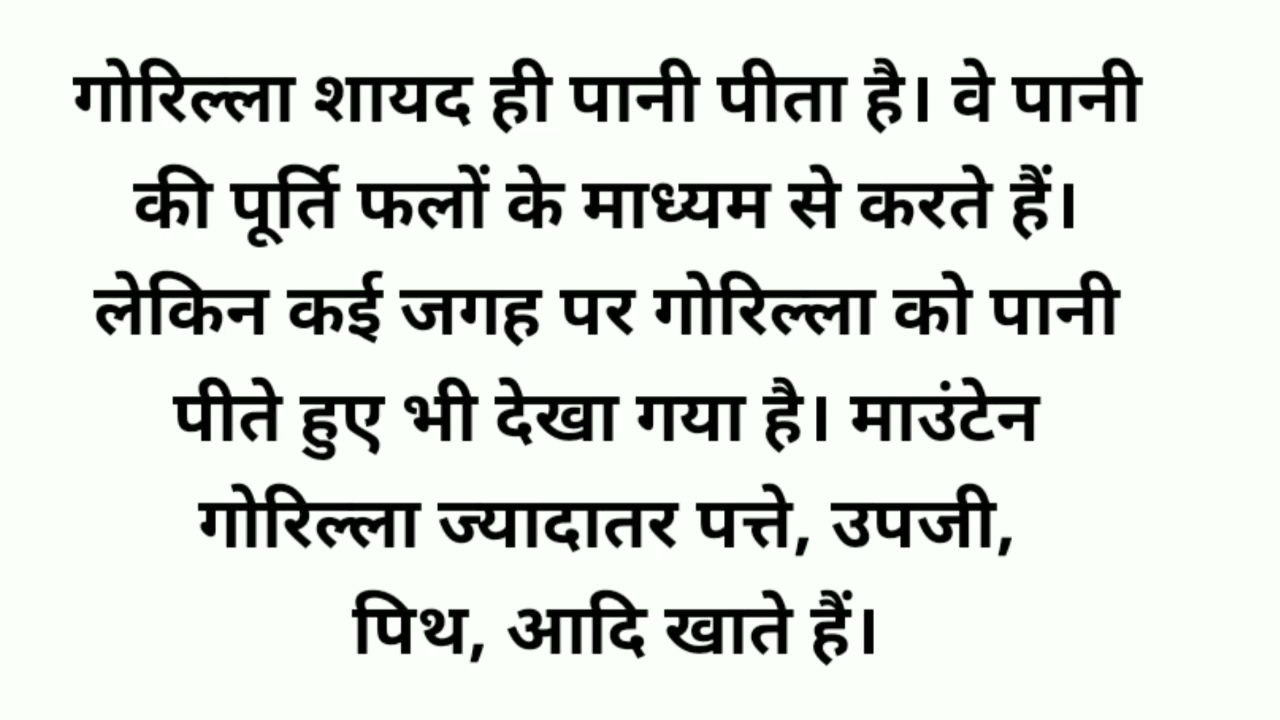 गोरिल्ला शायद ही पानी पीता है। वे पानी
की पूर्ति फलों के माध्यम से करते हैं।
लेकिन कई जगह पर गोरिल्ला को पानी
पीते हुए भी देखा गया है। माउंटेन
गोरिल्ला ज्यादातर पत्ते, उपजी,
पिथ, आदि खाते हैं।